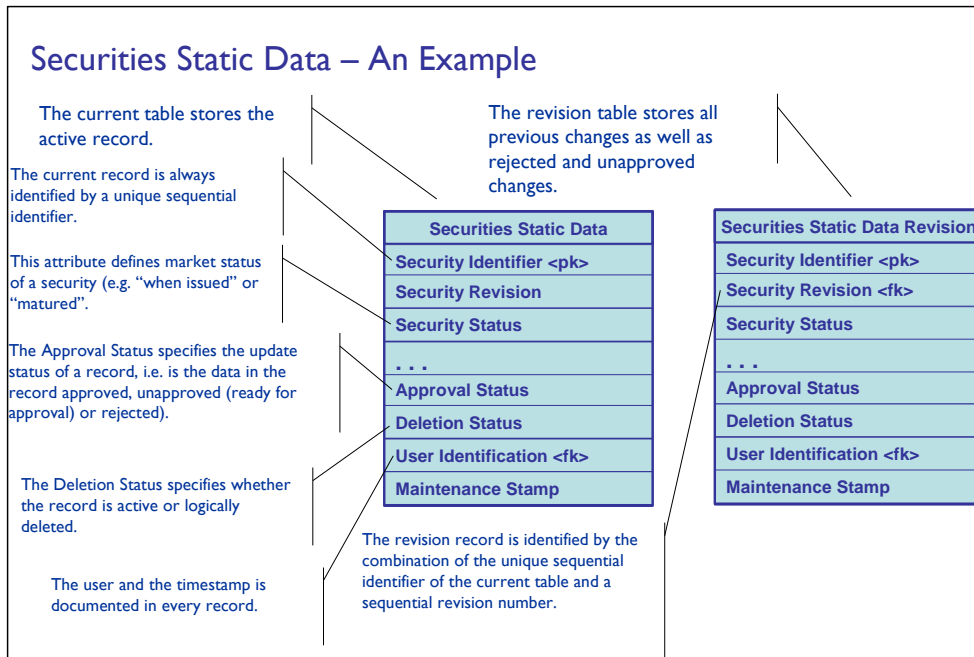 Securities Static Data – An Example
The current table stores the
active record.
The revision table stores all
previous changes as well as
rejected and unapproved
changes.
The current record is always
identified by a unique sequential
identifier.
This attribute defines market status
of a security (e.g. “when issued” or
“matured”.
The Approval Status specifies the update
status of a record, i.e. is the data in the
record approved, unapproved (ready for
approval) or rejected).
The Deletion Status specifies whether
the record is active or logically
deleted.
The user and the timestamp is
documented in every record.
Securities Static Data
Security Identifier <pk>
Security Revision
Security Status
. . .
Approval Status
Deletion Status
User Identification <fk>
Maintenance Stamp
Securities Static Data Revision
Security Identifier <pk>
Security Revision <fk>
Security Status
. . .
Approval Status
Deletion Status
User Identification <fk>
Maintenance Stamp
The revision record is identified by the
combination of the unique sequential
identifier of the current table and a
sequential revision number.